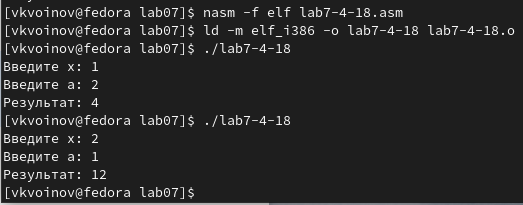 [vkvoinov@fedora lab07]$ nasm -f elf lab7-4-18.asm
[vkvoinov@fedora lab07]$ ld -m elf_i386 -o lab7-4-18 lab7-4-18.o
[vkvoinov@fedora lab07]$ ./lab7-4-18
Введите x: 1
Введите a: 2
Результат: 4
[vkvoinov@fedora lab07]$ ./lab7-4-18
Введите x: 2
Введите a: 1
Результат: 12
[vkvoinov@fedora lab07]$